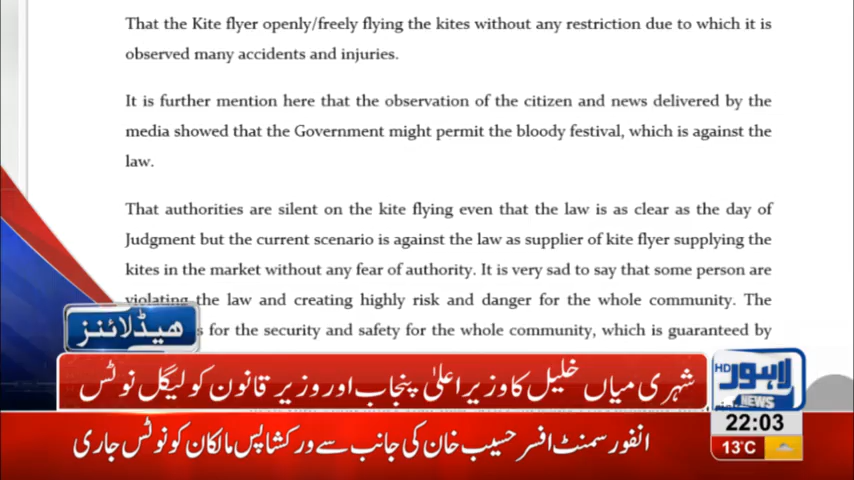 That the Kite flyer openly/freely flying the kites without any restriction due to which it is
observed many accidents and injuries.
It is further mention here that the observation of the citizen and news delivered by the
media showed that the Government might permit the bloody festival, which is against the
law.
That authorities are silent on the kite flying even that the law is as clear as the day of
Judgment but the current scenario is against the law as supplier of kite flyer supplying the
kites in the market without any fear of authority. It is very sad to say that some person are
violating the law and creating highly risk and danger for the whole community. The
for the security and safety for the whole community, which is guaranteed by
ھیڈلائنز
شہری میاں خلیل کا وزیر اعلیٰ پنجاب اور وزیر قانون کو لیگل نوٹس
لاہور
HD
NEWS
انفورسمنٹ افسر حسیب خان کی جانب سے ورکشاپس مالکان کو نوٹس جاری
22:03
13°C